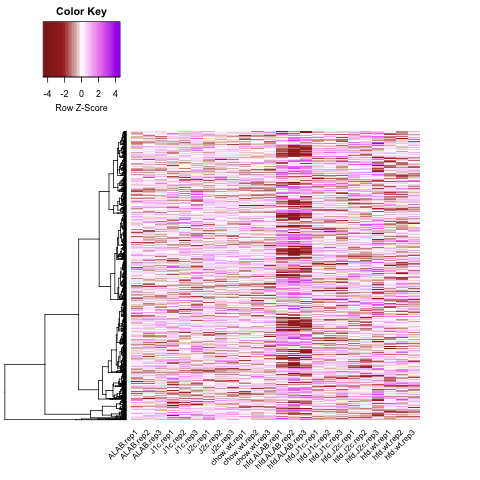 Color Key
-4 -2 0 2 4
Row Z-Score
ALAB.rep1
ALAB.rep2
ALAB.rep3
J1c.rep1
J1c.rep2
J1c.rep3
J2c.rep1
J2c.rep2
J2c.rep3
chow.wt.rep1
chow.wt.rep2
chow.wt.rep3
hfd.ALAB.rep1
hfd.ALAB.rep2
hfd.ALAB.rep3
hfd.J1c.rep1
hfd.J1c.rep2
hfd.J1c.rep3
hfd.J2c.rep1
hfd.J2c.rep2
hfd.J2c.rep3
hfd.wt.rep1
hfd.wt.rep2
hfd.wt.rep3